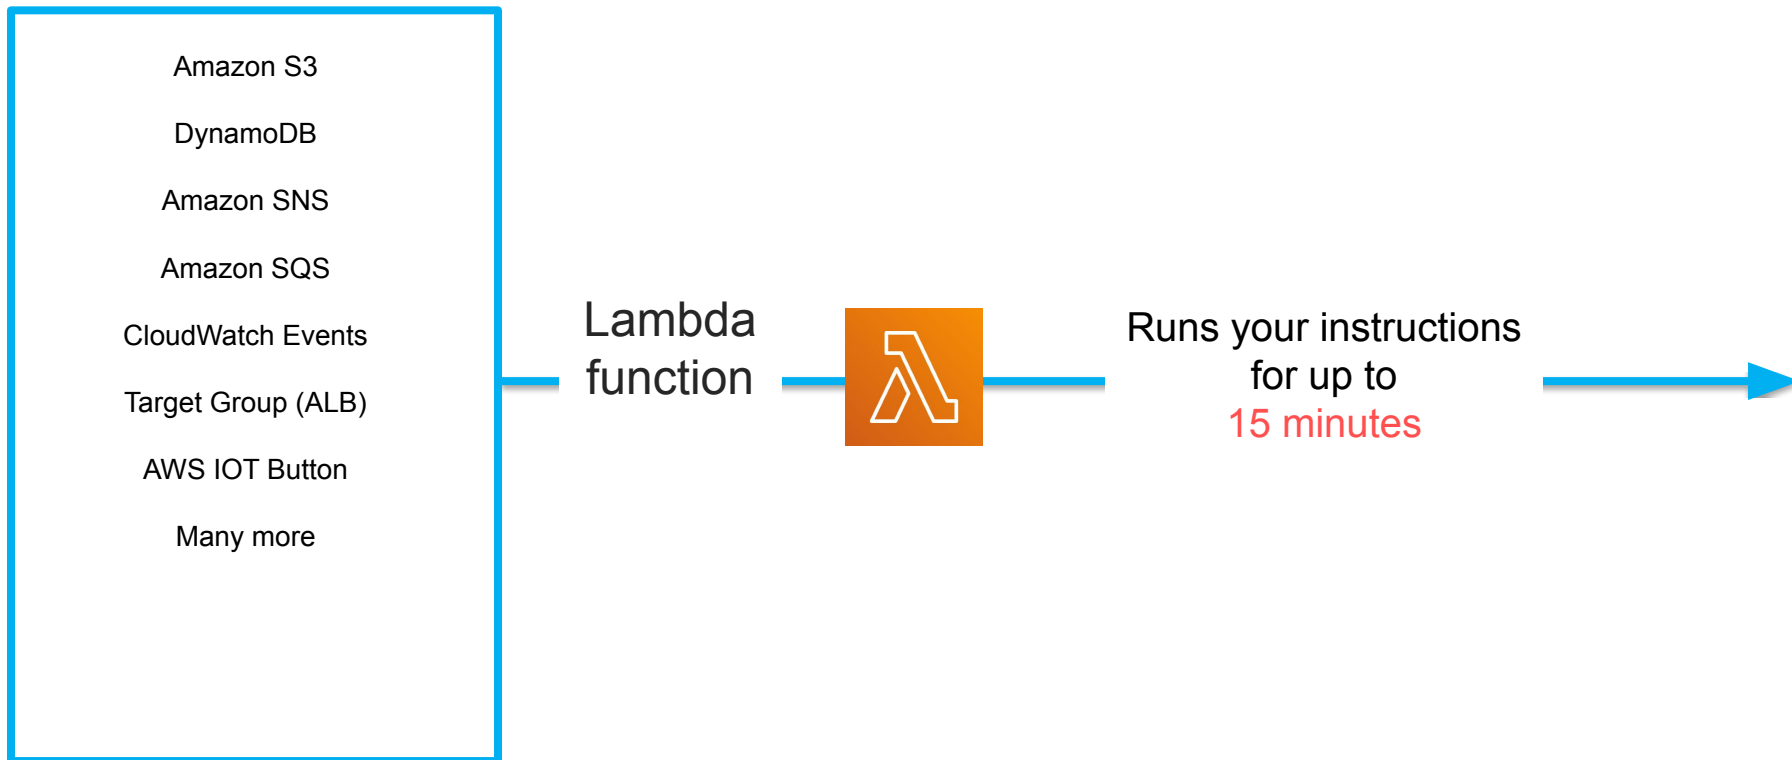 Amazon S3
DynamoDB
Amazon SNS
Amazon SQS
CloudWatch Events
Target Group (ALB)
AWS IOT Button
Many more
Lambda
function
Runs your instructions
for up to
15 minutes